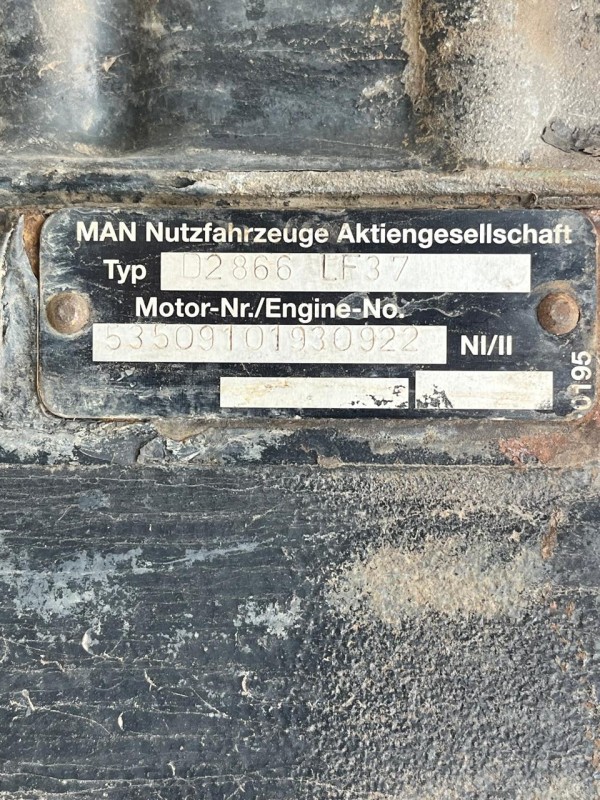 MAN Nutzfahrzeuge Aktiengesellschaft
Typ D2866 LF37
Motor-Nr./Engine-No.
53509101930922 NI/II
0195